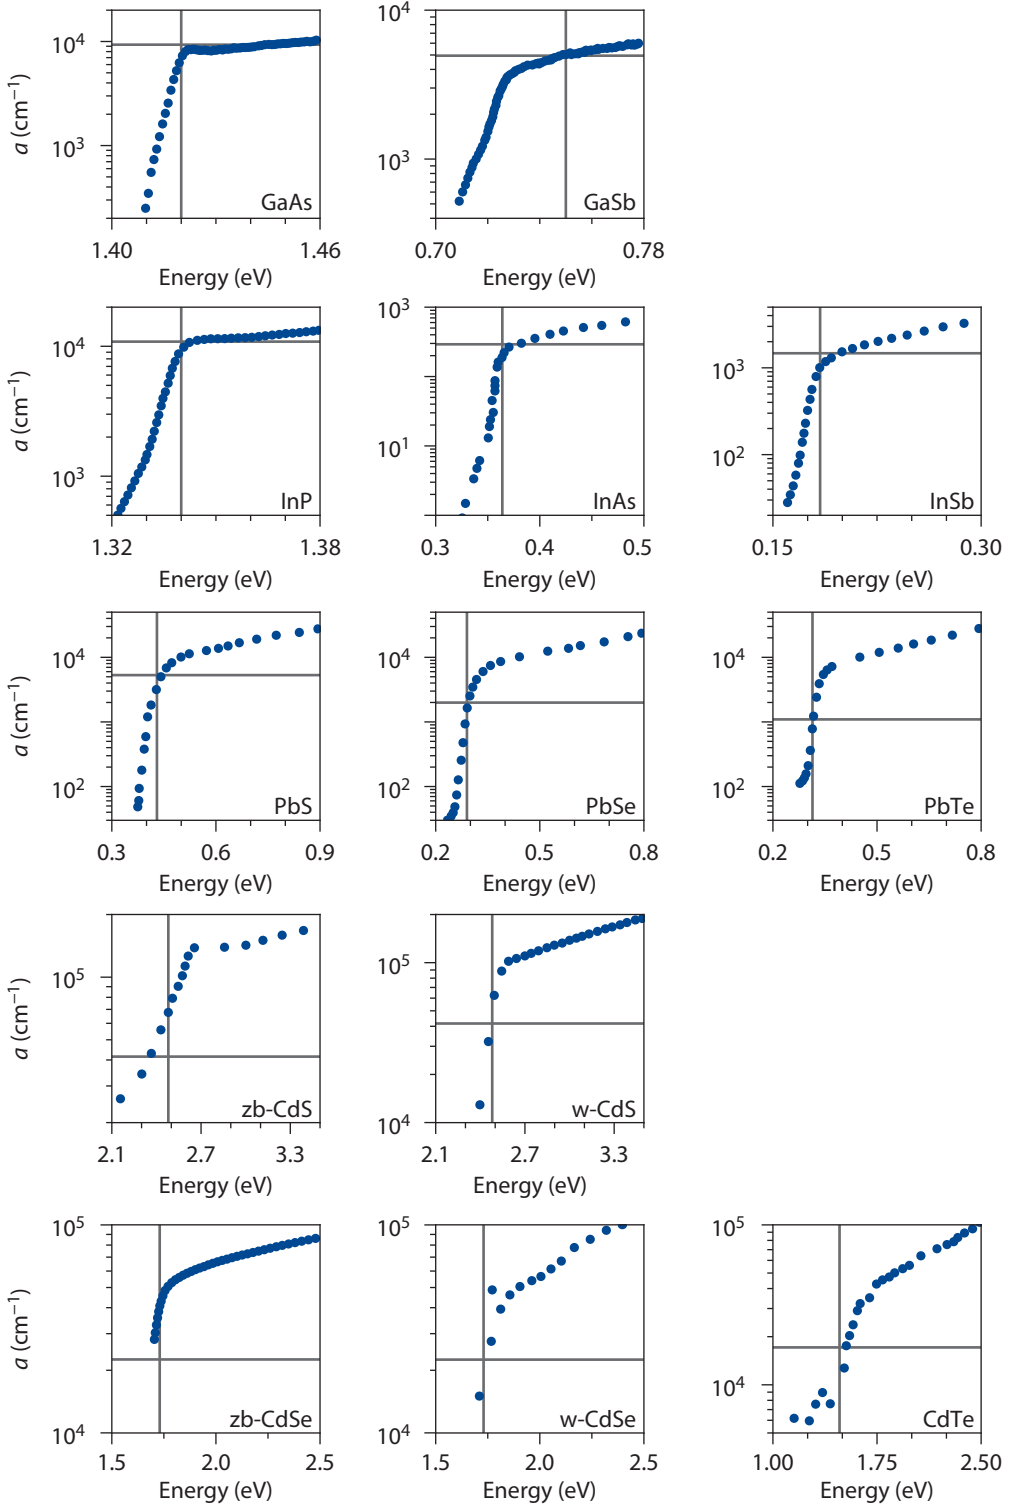 10⁴
10³
a (cm⁻¹)
GaAs
1.40
1.46
Energy (eV)
10⁴
10³
GaSb
0.70
0.78
Energy (eV)
10⁴
10³
a (cm⁻¹)
InP
1.32
1.38
Energy (eV)
10³
10¹
InAs
0.3
0.4
0.5
Energy (eV)
10³
10²
InSb
0.15
0.30
Energy (eV)
10⁴
10²
a (cm⁻¹)
PbS
0.3
0.6
0.9
Energy (eV)
10⁴
10²
PbSe
0.2
0.5
0.8
Energy (eV)
10⁴
10²
PbTe
0.2
0.5
0.8
Energy (eV)
10⁵
a (cm⁻¹)
zb-CdS
2.1
2.7
3.3
Energy (eV)
10⁵
10⁴
w-CdS
2.1
2.7
3.3
Energy (eV)
10⁵
10⁴
a (cm⁻¹)
zb-CdSe
1.5
2.0
2.5
Energy (eV)
10⁵
10⁴
w-CdSe
1.5
2.0
2.5
Energy (eV)
10⁵
10⁴
CdTe
1.00
1.75
2.50
Energy (eV)